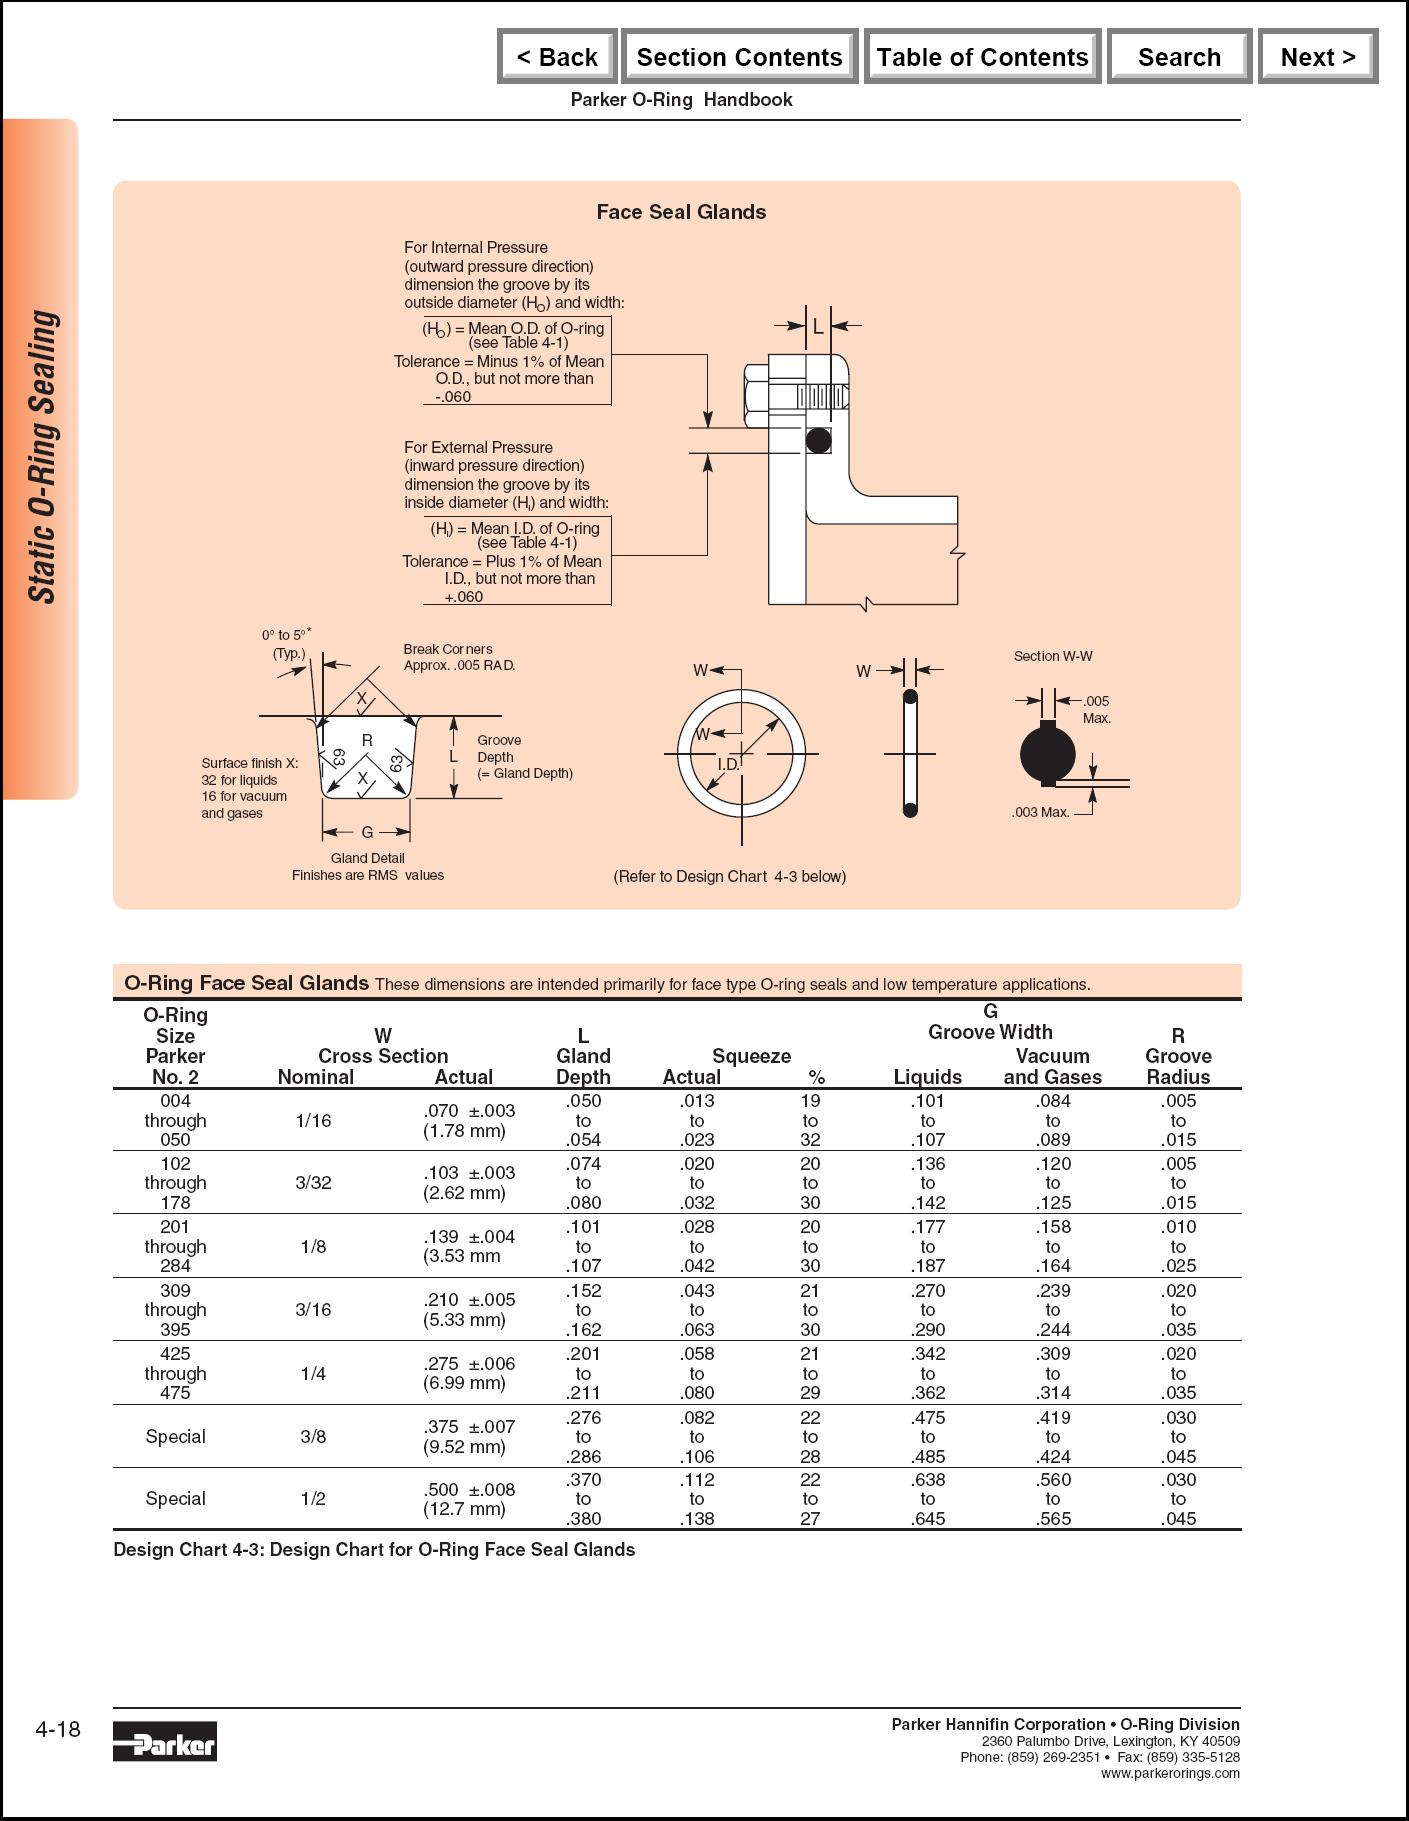 < Back
Section Contents
Table of Contents
Search
Next >
Parker O-Ring Handbook
Static O-Ring Sealing
Face Seal Glands
For Internal Pressure
(outward pressure direction)
dimension the groove by its
outside diameter (HO) and width:
(HO) = Mean O.D. of O-ring
(see Table 4-1)
Tolerance = Minus 1% of Mean
O.D., but not more than
-.060
L
For External Pressure
(inward pressure direction)
dimension the groove by its
inside diameter (Hi) and width:
(Hi) = Mean I.D. of O-ring
(see Table 4-1)
Tolerance = Plus 1% of Mean
I.D., but not more than
+.060
0° to 5°*
(Typ.)
Break Corners
Approx. .005 RAD.
X
R
63
63
X
L
Groove
Depth
(= Gland Depth)
Surface finish X:
32 for liquids
16 for vacuum
and gases
G
Gland Detail
Finishes are RMS values
W
W
I.D.
W
(Refer to Design Chart 4-3 below)
Section W-W
.005
Max.
.003 Max.
O-Ring Face Seal Glands These dimensions are intended primarily for face type O-ring seals and low temperature applications.
O-Ring G
Size W L Groove Width R
Parker Cross Section Gland Squeeze Vacuum Groove
No. 2 Nominal Actual Depth Actual % Liquids and Gases Radius
004 .050 .013 19 .101 .084 .005
through 1/16 .070 ±.003 to to to to to to
050 (1.78 mm) .054 .023 32 .107 .089 .015
102 .074 .020 20 .136 .120 .005
through 3/32 .103 ±.003 to to to to to to
178 (2.62 mm) .080 .032 30 .142 .125 .015
201 .101 .028 20 .177 .158 .010
through 1/8 .139 ±.004 to to to to to to
284 (3.53 mm .107 .042 30 .187 .164 .025
309 .152 .043 21 .270 .239 .020
through 3/16 .210 ±.005 to to to to to to
395 (5.33 mm) .162 .063 30 .290 .244 .035
425 .201 .058 21 .342 .309 .020
through 1/4 .275 ±.006 to to to to to to
475 (6.99 mm) .211 .080 29 .362 .314 .035
.276 .082 22 .475 .419 .030
Special 3/8 .375 ±.007 to to to to to to
(9.52 mm) .286 .106 28 .485 .424 .045
.370 .112 22 .638 .560 .030
Special 1/2 .500 ±.008 to to to to to to
(12.7 mm) .380 .138 27 .645 .565 .045
Design Chart 4-3: Design Chart for O-Ring Face Seal Glands
4-18
Parker
Parker Hannifin Corporation • O-Ring Division
2360 Palumbo Drive, Lexington, KY 40509
Phone: (859) 269-2351 • Fax: (859) 335-5128
www.parkerorings.com